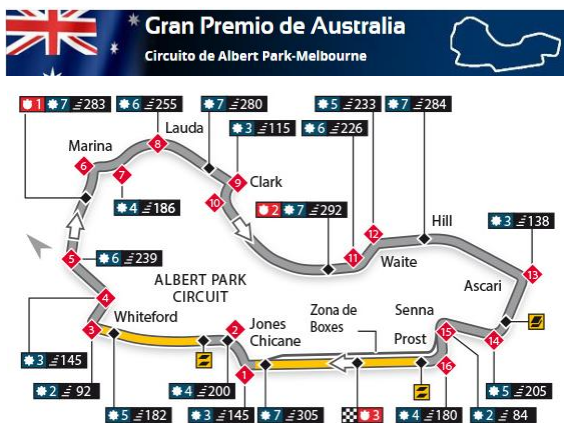 Gran Premio de Australia
Circuito de Albert Park-Melbourne
1 7 283
6 255
7 280
5 233
7 284
3 115
6 226
Lauda
Marina
8
6
7
9
Clark
4 186
10
2 7 292
Hill
3 138
12
11
Waite
5
6 239
13
ALBERT PARK
CIRCUIT
Ascari
4
Whiteford
3
2
Jones
Chicane
Zona de
Boxes
Senna
Prost
15
14
3 145
1
16
2 92
4 200
5 205
5 182
3 145
7 305
3
4 180
2 84